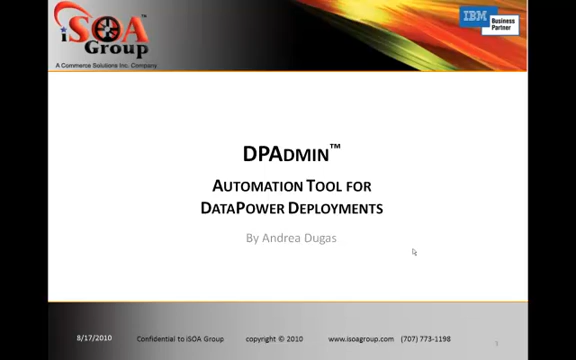 iSOA™
Group
A Commerce Solutions Inc. Company
IBM
Business
Partner
DPADMIN™
AUTOMATION TOOL FOR
DATAPOWER DEPLOYMENTS
By Andrea Dugas
8/17/2010 Confidential to iSOA Group copyright © 2010 www.isoagroup.com (707) 773-1198